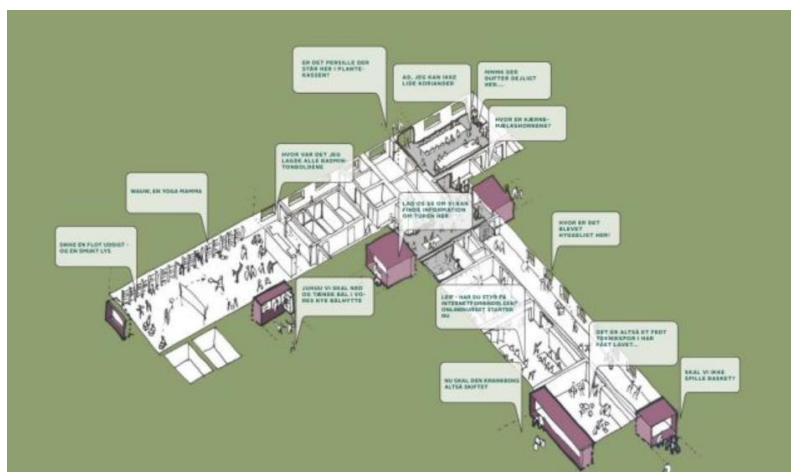 ER DET PERSILLE DER
STÅR HER I PLANTE-
KASSEN?
AD, JEG KAN IKKE
LIDE KORIANDER
MMMM DER
DUFTER DEJLIGT
HER...
HVOR ER KÆRNE-
MÆLKSHORNENE?
HVOR VAR DET JEG
LAGDE ALLE BADMIN-
TONBOLDENE
WAUW, EN YOGA MAMMA
LAD OS SE OM VI KAN
FINDE INFORMATION
OM TUREN HER
HVOR ER DET
BLEVET
HYGGELIGT HER!
SIKKE EN FLOT UDSIGT -
OG EN SMUKT LYS
JUHUU VI SKAL NED
OG TÆNDE BÅL I VO-
RES NYE BÅLHYTTE
LEIF - HAR DU STYR PÅ
INTERNETFORBINDELSEN?
ONLINEKURSET STARTER
NU
DET ER ALTSÅ ET FEDT
TEKNIKSPOR I HAR
FÅET LAVET...
NU SKAL DEN KRANKBOKS
ALTSÅ SKIFTET
SKAL VI IKKE
SPILLE BASKET?